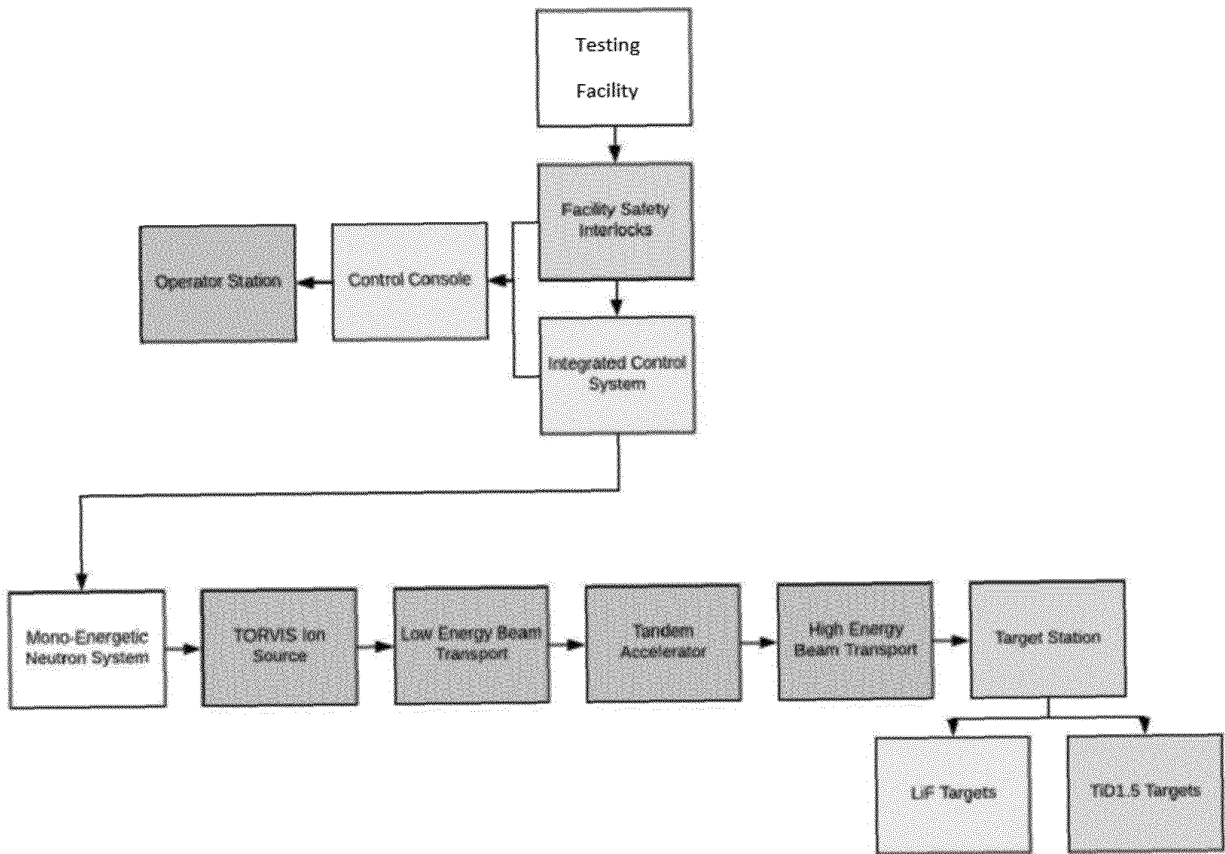 Testing
Facility
Facility Safety
Interlocks
Operator Station
Control Console
Integrated Control
System
Mono-Energetic
Neutron System
TORVIS Ion
Source
Low Energy Beam
Transport
Tandem
Accelerator
High Energy
Beam Transport
Target Station
LiF Targets
TiD1.5 Targets